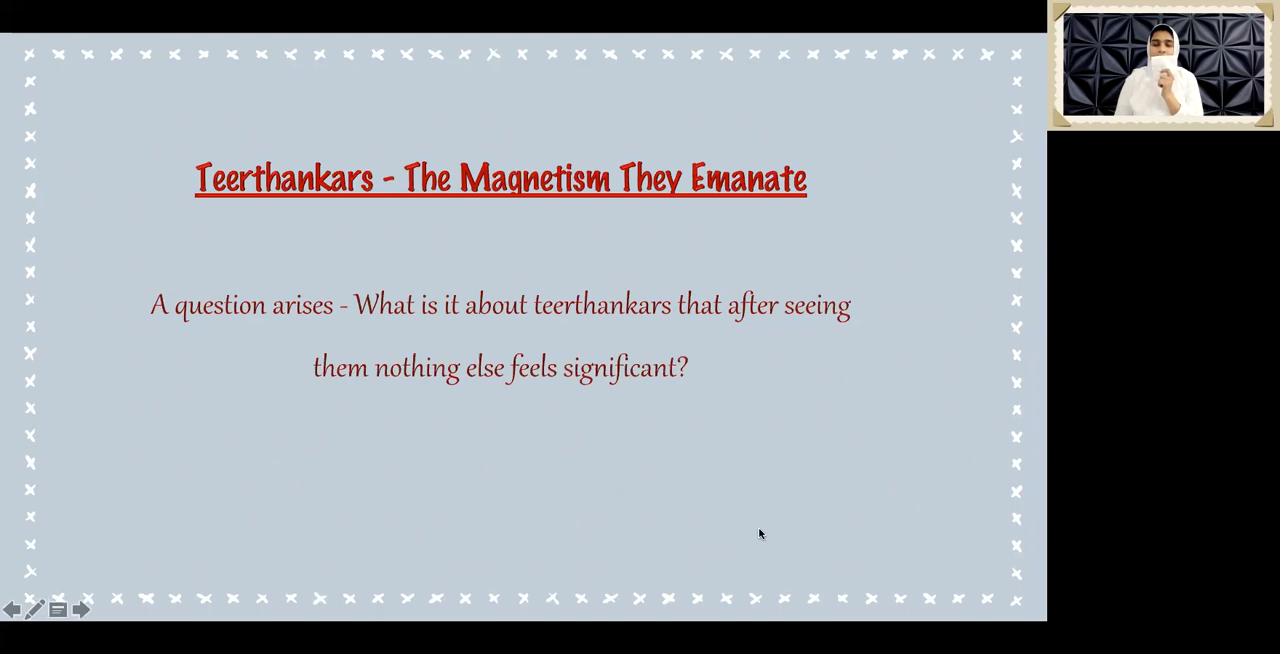 Teerthankars - The Magnetism They Emanate
A question arises - What is it about teerthankars that after seeing
them nothing else feels significant?